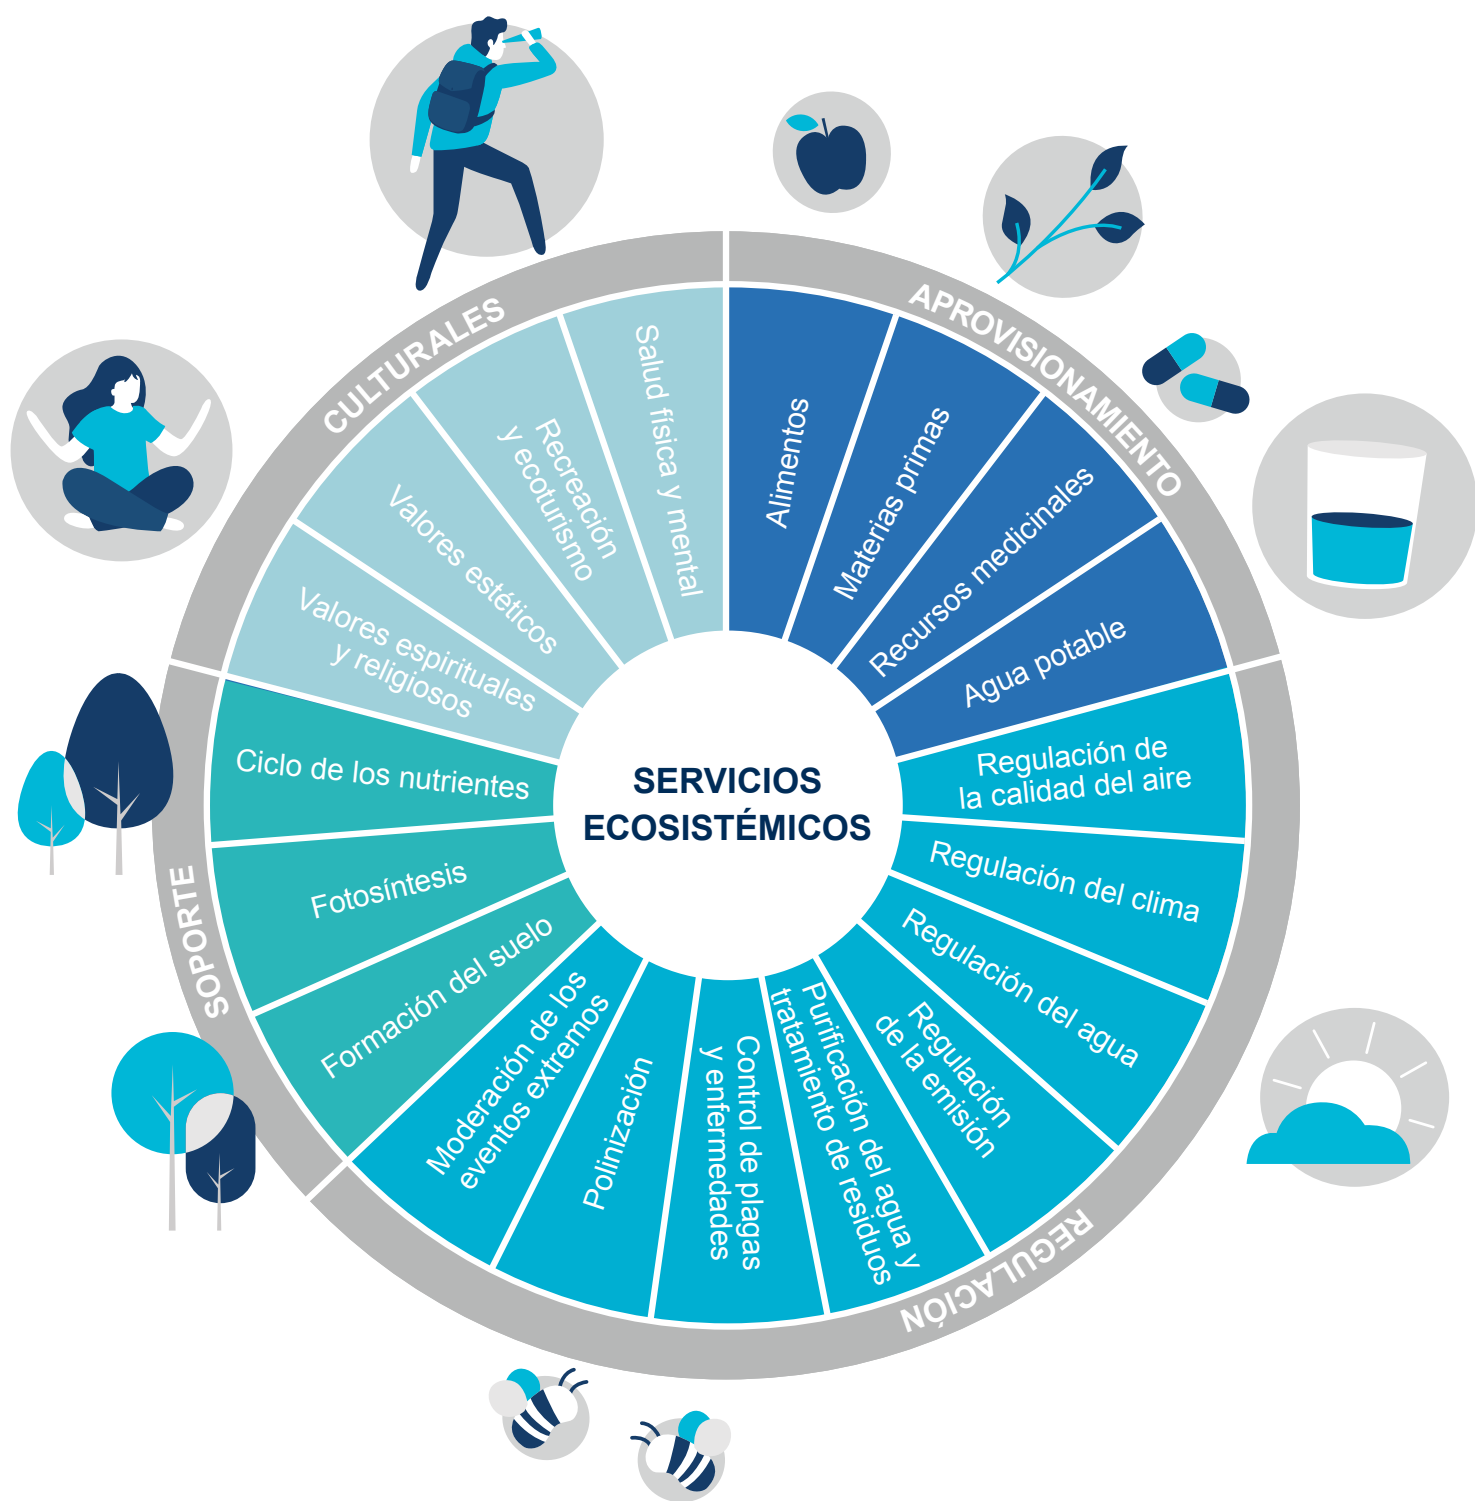 SERVICIOS
ECOSISTÉMICOS
APROVISIONAMIENTO
Alimentos
Materias primas
Recursos medicinales
Agua potable
REGULACIÓN
Regulación de
la calidad del aire
Regulación del clima
Regulación del agua
Regulación
de la emisión
Purificación del agua y
tratamiento de residuos
Control de plagas
y enfermedades
Polinización
Moderación de los
eventos extremos
SOPORTE
Formación del suelo
Fotosíntesis
Ciclo de los nutrientes
CULTURALES
Valores espirituales
y religiosos
Valores estéticos
Recreación
y ecoturismo
Salud física y mental